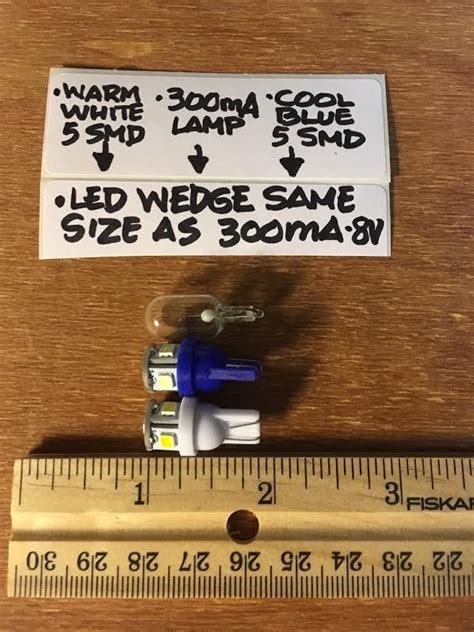 •WARM WHITE 5 SMD
•300mA LAMP
•COOL BLUE 5 SMD
•LED WEDGE SAME
SIZE AS 300mA•8V
1 2 3
FISKAR
30 29 28 27 26 25 24 23 22